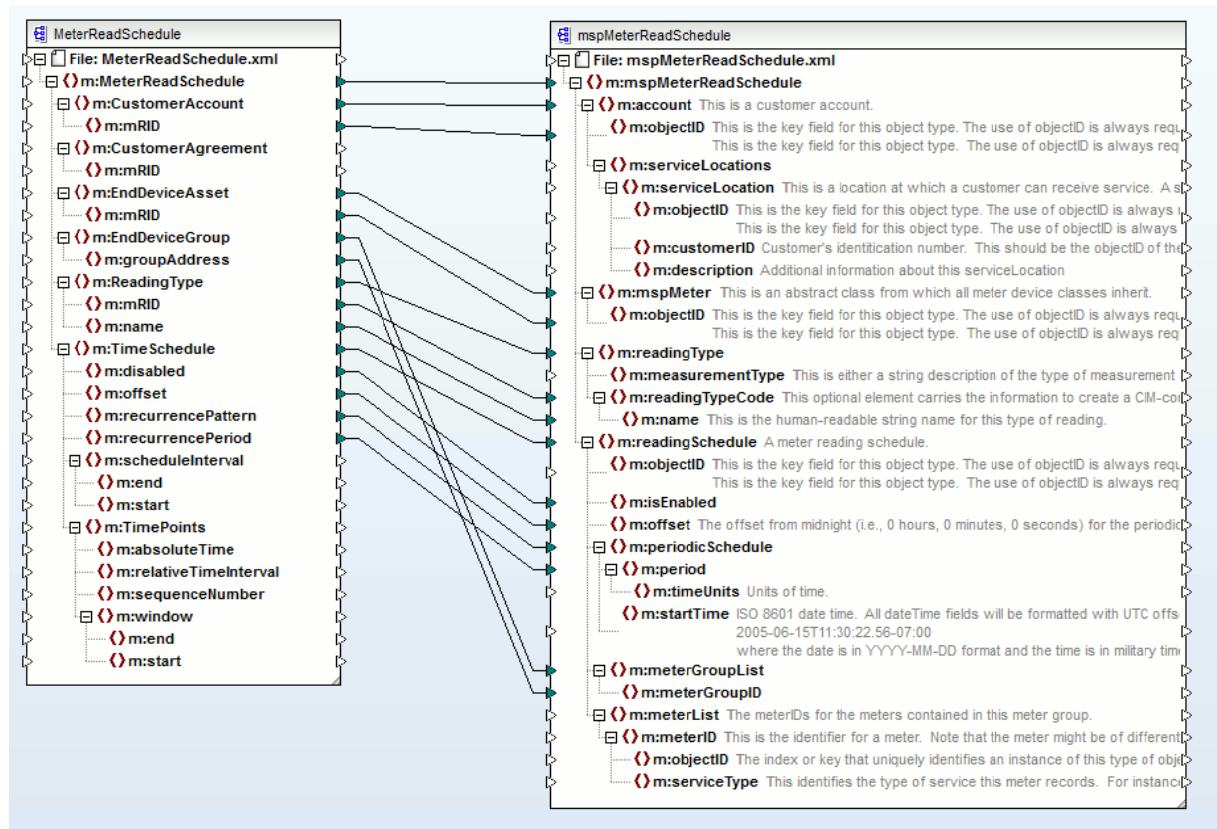 MeterReadSchedule
File: MeterReadSchedule.xml
m:MeterReadSchedule
m:CustomerAccount
m:mRID
m:CustomerAgreement
m:mRID
m:EndDeviceAsset
m:mRID
m:EndDeviceGroup
m:groupAddress
m:ReadingType
m:mRID
m:name
m:TimeSchedule
m:disabled
m:offset
m:recurrencePattern
m:recurrencePeriod
m:scheduleInterval
m:end
m:start
m:TimePoints
m:absoluteTime
m:relativeTimeInterval
m:sequenceNumber
m:window
m:end
m:start
mspMeterReadSchedule
File: mspMeterReadSchedule.xml
m:mspMeterReadSchedule
m:account This is a customer account.
m:objectID This is the key field for this object type. The use of objectID is always requ
This is the key field for this object type. The use of objectID is always req
m:serviceLocations
m:serviceLocation This is a location at which a customer can receive service. A s
m:objectID This is the key field for this object type. The use of objectID is always
This is the key field for this object type. The use of objectID is always
m:customerID Customer's identitication number. This should be the objectID of the
m:description Additional information about this serviceLocation
m:mspMeter This is an abstract class from which all meter device classes inherit.
m:objectID This is the key field for this object type. The use of objectID is always requ
This is the key field for this object type. The use of objectID is always req
m:readingType
m:measurementType This is either a string description of the type of measurement
m:readingTypeCode This optional element carries the information to create a CIM-co
m:name This is the human-readable string name for this type of reading.
m:readingSchedule A meter reading schedule.
m:objectID This is the key field for this object type. The use of objectID is always requ
This is the key field for this object type. The use of objectID is always req
m:isEnabled
m:offset The offset from midnight (i.e., 0 hours, 0 minutes, 0 seconds) for the periodic
m:periodicSchedule
m:period
m:timeUnits Units of time.
m:startTime ISO 8601 date time. All dateTime fields will be formatted with UTC offs
2005-06-15T11:30:22.56-07:00
where the date is in YYYY-MM-DD format and the time is in military time
m:meterGroupList
m:meterGroupID
m:meterList The meterIDs for the meters contained in this meter group.
m:meterID This is the identifier for a meter. Note that the meter might be of different
m:objectID The index or key that uniquely identifies an instance of this type of obje
m:serviceType This identifies the type of service this meter records. For instance